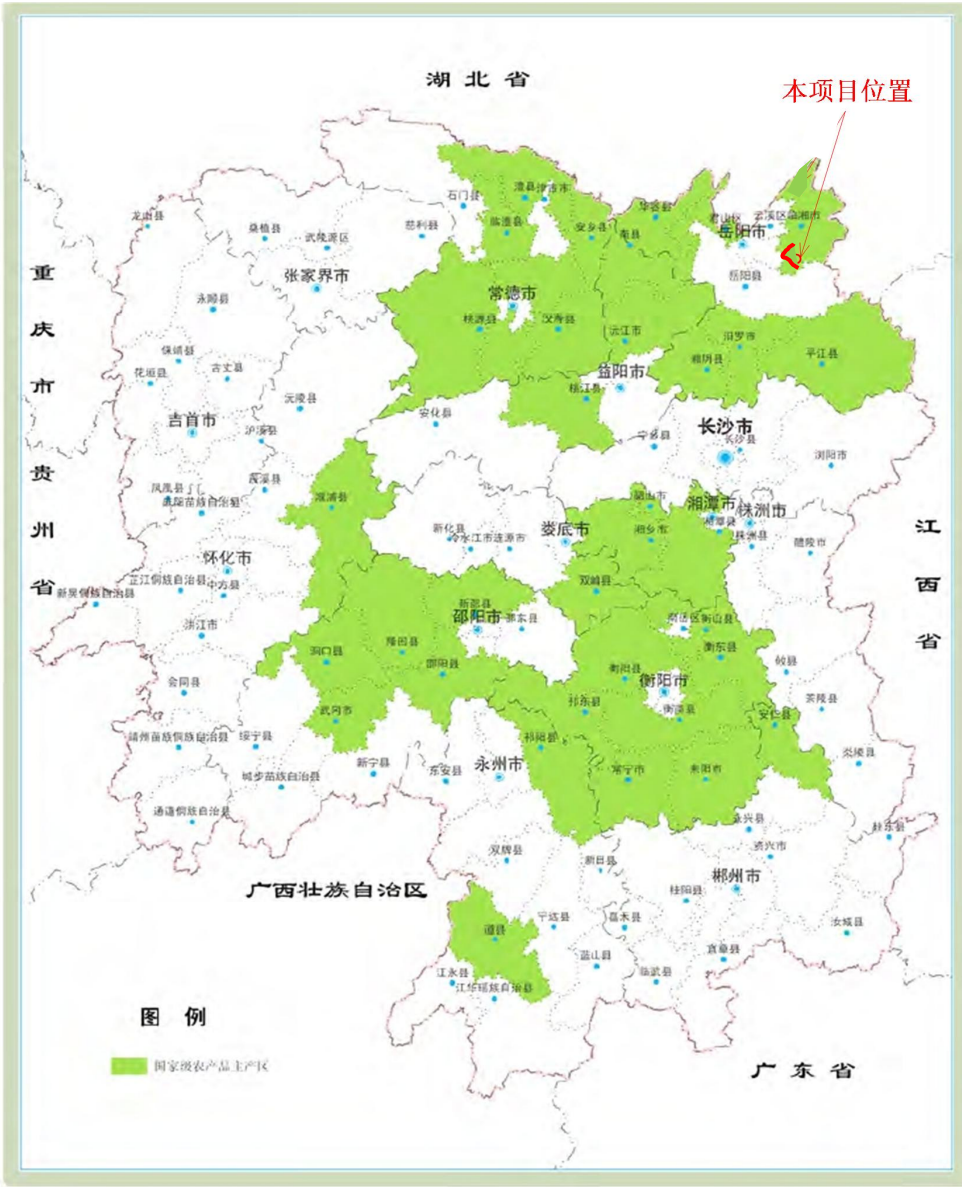 湖北省
本项目位置
石门县
澧县
津市市
华容县
龙山县
桑植县
武陵源区
慈利县
临澧县
安乡县
南县
君山区
云溪区
临湘市
岳阳市
重庆市
张家界市
岳阳县
永顺县
常德市
桃源县
汉寿县
沅江市
汨罗市
湘阴县
平江县
保靖县
花垣县
古丈县
益阳市
桃江县
沅陵县
吉首市
泸溪县
安化县
长沙市
长沙县
宁乡县
浏阳市
贵州省
凤凰县
麻阳苗族自治县
辰溪县
溆浦县
韶山市
湘潭市
湘潭县
株洲市
株洲县
湘乡市
新化县
冷水江市
涟源市
娄底市
醴陵市
江西省
怀化市
芷江侗族自治县
中方县
新晃侗族自治县
双峰县
洪江市
新邵县
邵阳市
邵东县
南岳区
衡山县
衡东县
洞口县
隆回县
邵阳县
衡阳县
衡阳市
攸县
会同县
武冈市
祁东县
衡南县
安仁县
茶陵县
靖州苗族侗族自治县
绥宁县
祁阳县
炎陵县
城步苗族自治县
新宁县
东安县
永州市
常宁市
耒阳市
通道侗族自治县
永兴县
桂东县
双牌县
新田县
资兴市
郴州市
广西壮族自治区
桂阳县
宁远县
嘉禾县
汝城县
道县
蓝山县
宜章县
临武县
江永县
江华瑶族自治县
图例
国家级农产品主产区
广东省